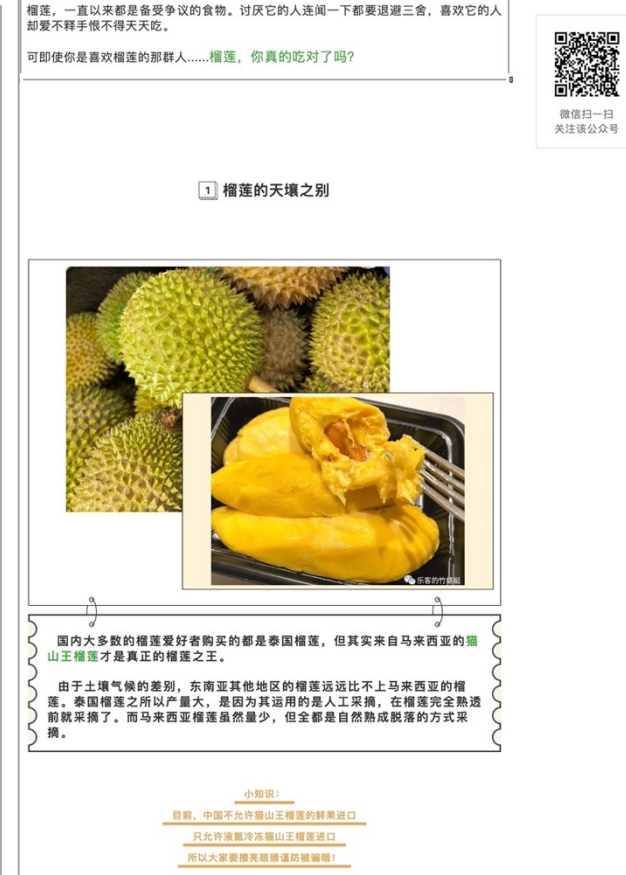 榴莲，一直以来都是备受争议的食物。讨厌它的人连闻一下都要退避三舍，喜欢它的人
却爱不释手恨不得天天吃。
可即使你是喜欢榴莲的那群人......榴莲，你真的吃对了吗?
微信扫一扫
关注该公众号
1 榴莲的天壤之别
乐客的竹蜻蜓
国内大多数的榴莲爱好者购买的都是泰国榴莲，但其实来自马来西亚的猫
山王榴莲才是真正的榴莲之王。
由于土壤气候的差别，东南亚其他地区的榴莲远远比不上马来西亚的榴
莲。泰国榴莲之所以产量大，是因为其运用的是人工采摘，在榴莲完全熟透
前就采摘了。而马来西亚榴莲虽然量少，但全都是自然熟成脱落的方式采
摘。
小知识：
目前，中国不允许猫山王榴莲的鲜果进口
只允许液氮冷冻猫山王榴莲进口
所以大家要擦亮眼睛谨防被骗哦！